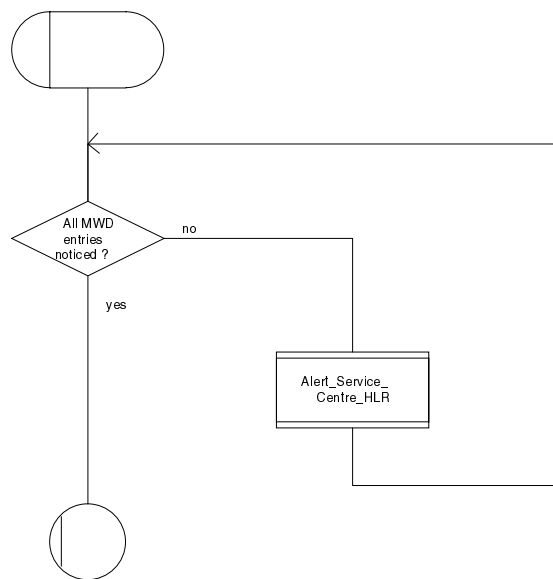 All MWD
entries
noticed ?
no
yes
Alert_Service_
Centre_HLR